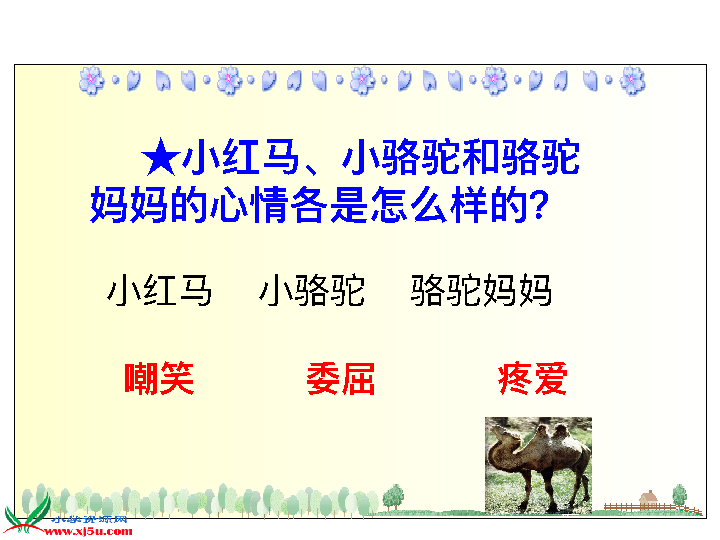 ★小红马、小骆驼和骆驼
妈妈的心情各是怎么样的?
小红马 小骆驼 骆驼妈妈
嘲笑 委屈 疼爱
小学资源网
www.xj5u.com